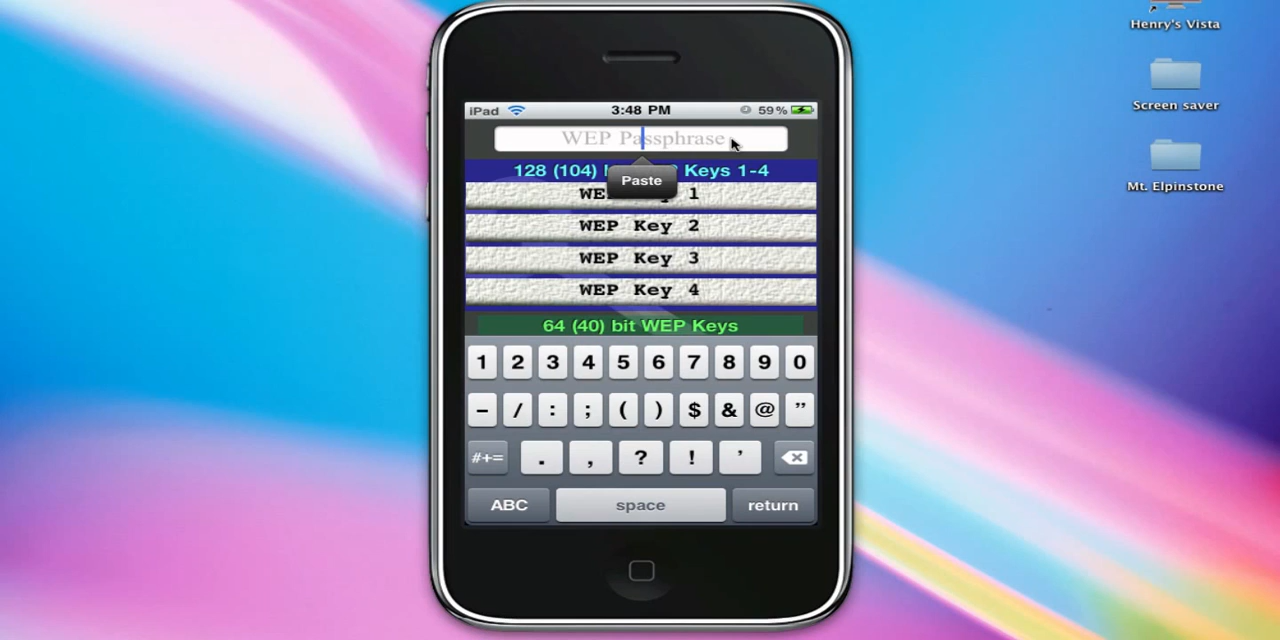 Henry's Vista
Screen saver
Mt. Elpinstone
iPad 3:48 PM 59%
WEP Passphrase
128 (104) Keys 1-4
Paste
1
WEP Key 2
WEP Key 3
WEP Key 4
64 (40) bit WEP Keys
1 2 3 4 5 6 7 8 9 0
- / : ; ( ) $ & @ "
#+= . , ? ! '
ABC space return